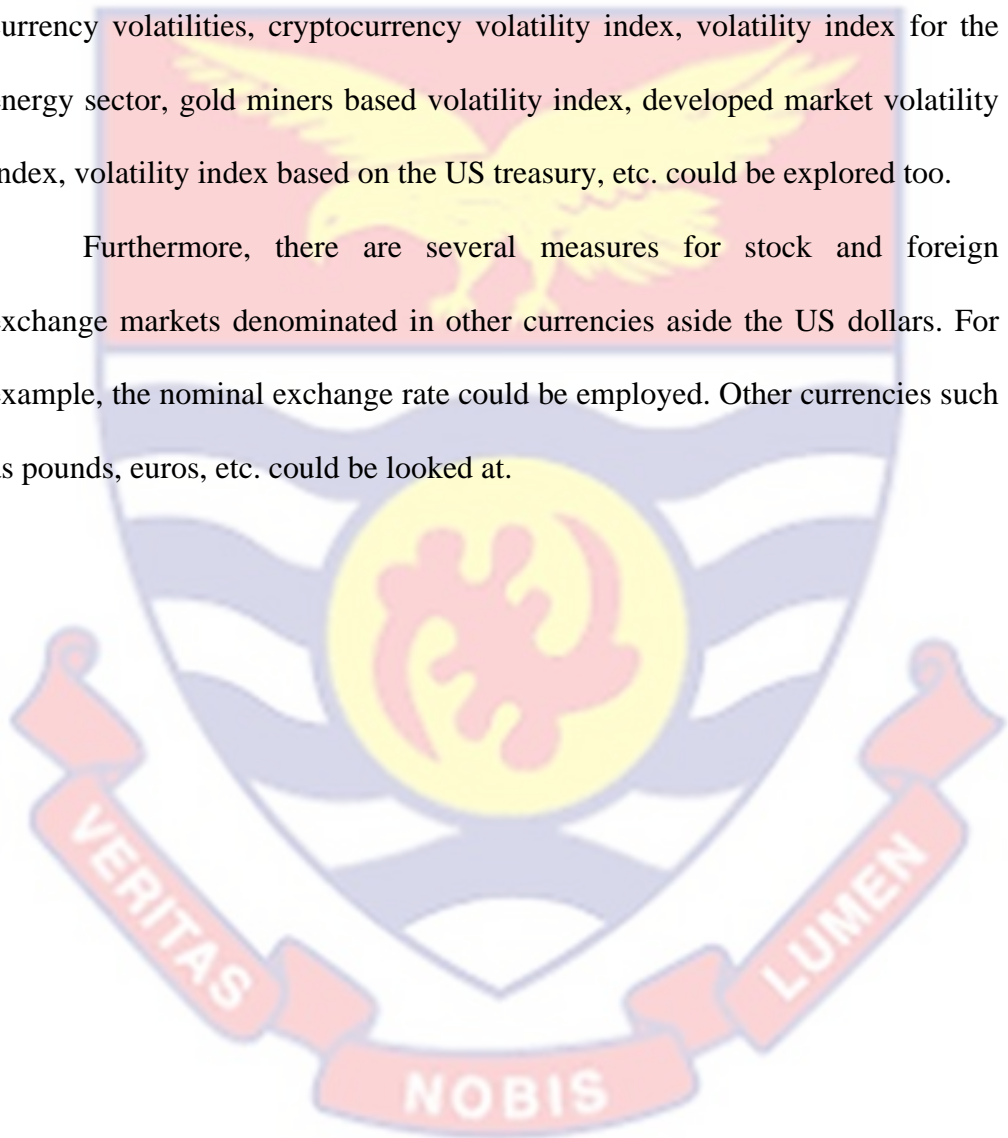 urrency volatilities, cryptocurrency volatility index, volatility index for the
energy sector, gold miners based volatility index, developed market volatility
ndex, volatility index based on the US treasury, etc. could be explored too.
Furthermore, there are several measures for stock and foreign
exchange markets denominated in other currencies aside the US dollars. For
example, the nominal exchange rate could be employed. Other currencies such
as pounds, euros, etc. could be looked at.
VERITAS
NOBIS
LUMEN